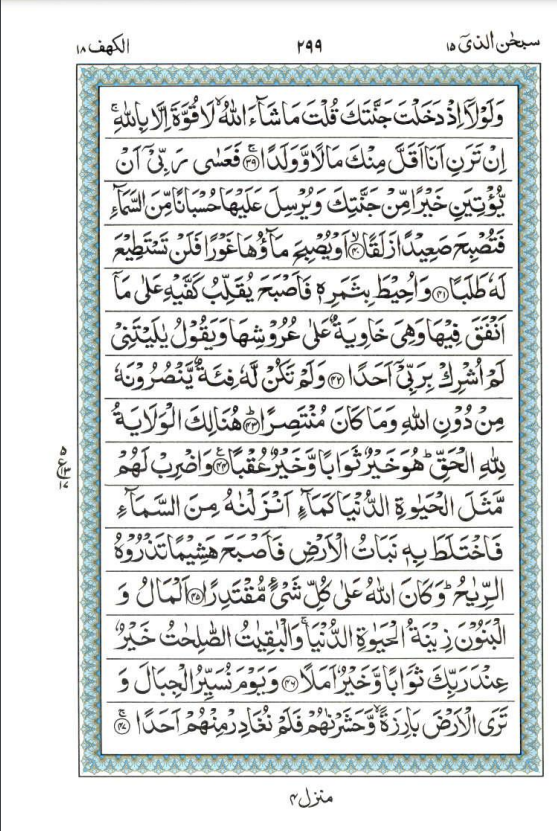 سبحٰن الذیۤ ۱۵ ۲۹۹ الکهف ۱۸
وَلَوْلَاۤ اِذْ دَخَلْتَ جَنَّتَكَ قُلْتَ مَا شَآءَ اللّٰهُ ۙ لَا قُوَّةَ اِلَّا بِاللّٰهِ ۚ
اِنْ تَرَنِ اَنَا اَقَلَّ مِنْكَ مَالًا وَّوَلَدًا ۚ﴿۳۹﴾ فَعَسٰى رَبِّیْۤ اَنْ
یُّؤْتِیَنِ خَیْرًا مِّنْ جَنَّتِكَ وَیُرْسِلَ عَلَیْهَا حُسْبَانًا مِّنَ السَّمَآءِ
فَتُصْبِحَ صَعِیْدًا زَلَقًا ۙ﴿۴۰﴾ اَوْ یُصْبِحَ مَآؤُهَا غَوْرًا فَلَنْ تَسْتَطِیْعَ
لَهٗ طَلَبًا ﴿۴۱﴾ وَاُحِیْطَ بِثَمَرِهٖ فَاَصْبَحَ یُقَلِّبُ كَفَّیْهِ عَلٰى مَاۤ
اَنْفَقَ فِیْهَا وَهِیَ خَاوِیَةٌ عَلٰى عُرُوْشِهَا وَیَقُوْلُ یٰلَیْتَنِیْ
لَمْ اُشْرِكْ بِرَبِّیْۤ اَحَدًا ﴿۴۲﴾ وَلَمْ تَكُنْ لَّهٗ فِئَةٌ یَّنْصُرُوْنَهٗ
مِنْ دُوْنِ اللّٰهِ وَمَا كَانَ مُنْتَصِرًا ؕ﴿۴۳﴾ هُنَالِكَ الْوَلَایَةُ
لِلّٰهِ الْحَقِّ ؕ هُوَ خَیْرٌ ثَوَابًا وَّخَیْرٌ عُقْبًا ﴿۴۴﴾ۧ وَاضْرِبْ لَهُمْ
مَّثَلَ الْحَیٰوةِ الدُّنْیَا كَمَآءٍ اَنْزَلْنٰهُ مِنَ السَّمَآءِ
فَاخْتَلَطَ بِهٖ نَبَاتُ الْاَرْضِ فَاَصْبَحَ هَشِیْمًا تَذْرُوْهُ
الرِّیٰحُ ؕ وَكَانَ اللّٰهُ عَلٰى كُلِّ شَیْءٍ مُّقْتَدِرًا ﴿۴۵﴾ اَلْمَالُ وَ
الْبَنُوْنَ زِیْنَةُ الْحَیٰوةِ الدُّنْیَا ۚ وَالْبٰقِیٰتُ الصّٰلِحٰتُ خَیْرٌ
عِنْدَ رَبِّكَ ثَوَابًا وَّخَیْرٌ اَمَلًا ﴿۴۶﴾ وَیَوْمَ نُسَیِّرُ الْجِبَالَ وَ
تَرَى الْاَرْضَ بَارِزَةً ۙ وَّحَشَرْنٰهُمْ فَلَمْ نُغَادِرْ مِنْهُمْ اَحَدًا ۚ﴿۴۷﴾
۵
ع
۱۳
۱۷
منزل ۴